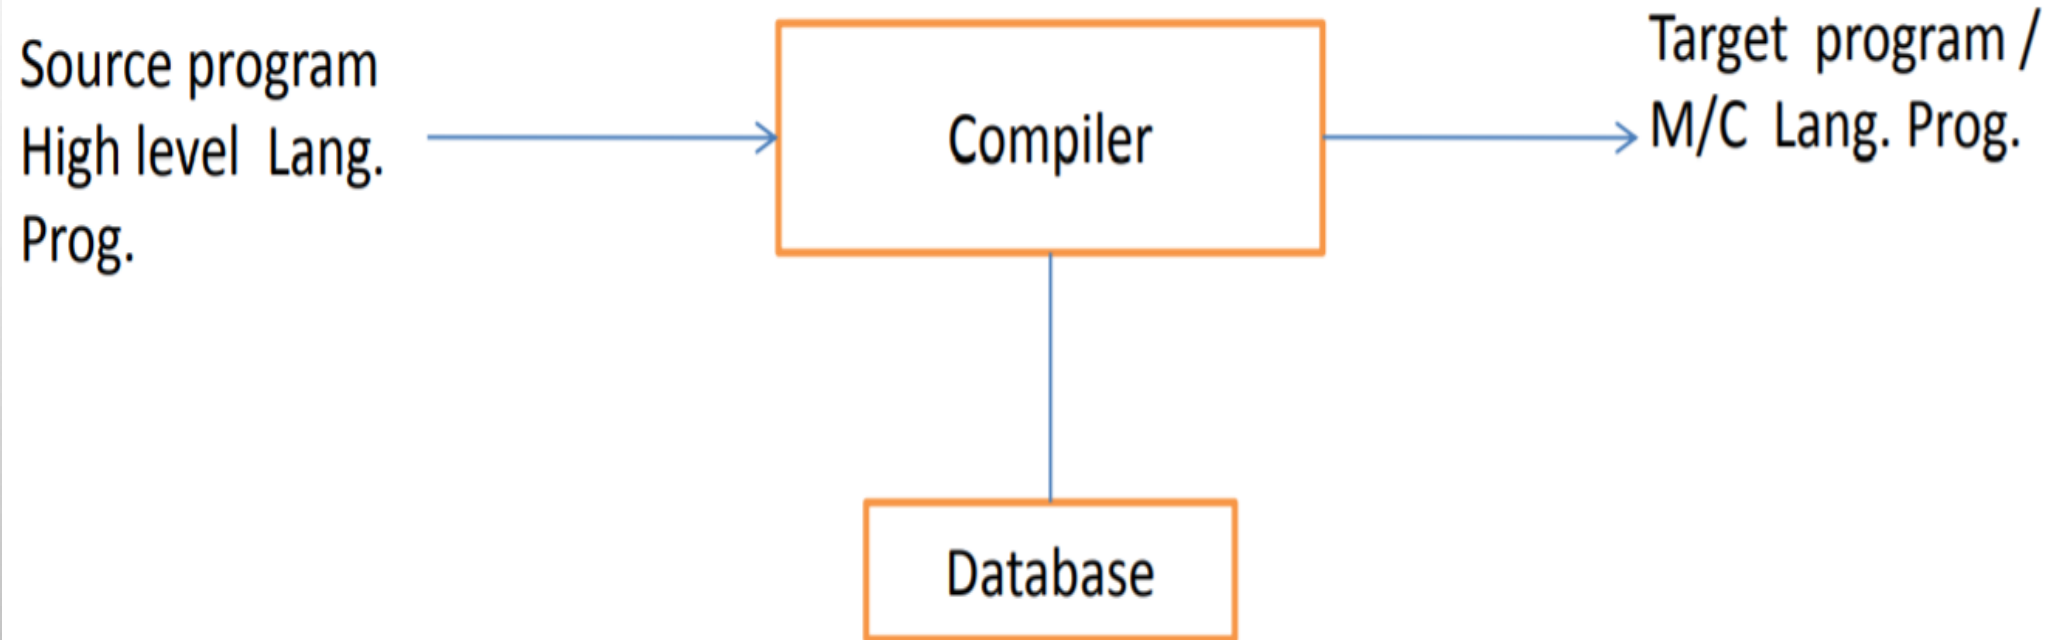 Source program
High level Lang.
Prog.
Compiler
Target program /
M/C Lang. Prog.
Database